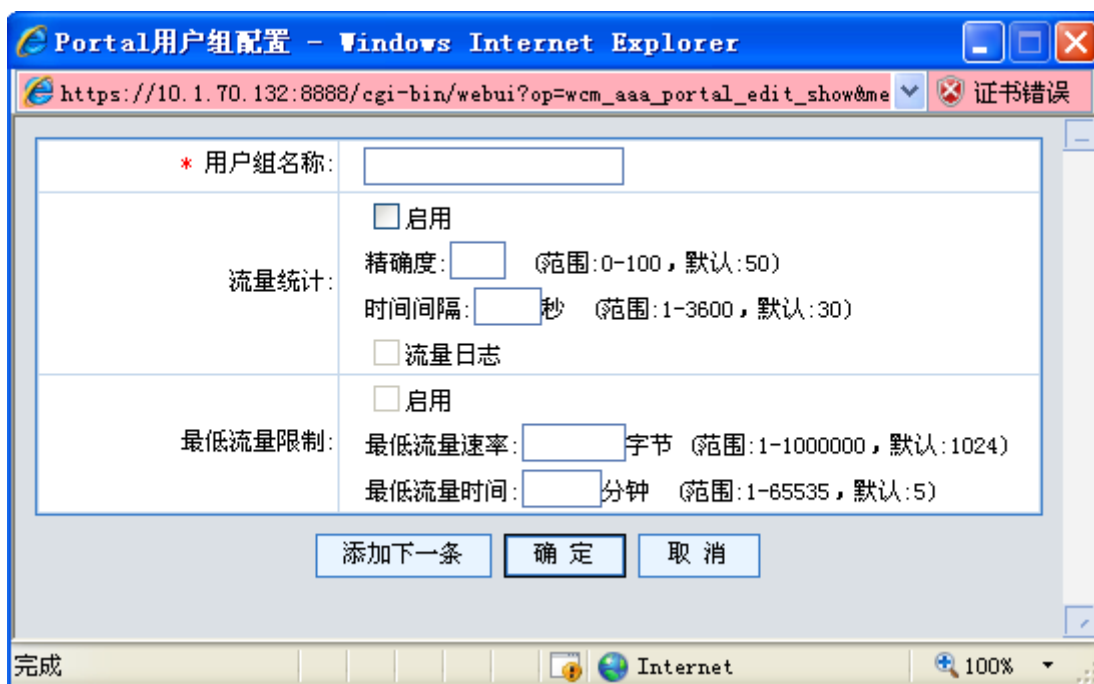 Portal用户组配置 - Windows Internet Explorer
https://10.1.70.132:8888/cgi-bin/webui?op=wcm_aaa_portal_edit_show&me 证书错误
* 用户组名称:
启用
流量统计:
精确度: (范围:0-100，默认:50)
时间间隔: 秒 (范围:1-3600，默认:30)
流量日志
启用
最低流量限制:
最低流量速率: 字节 (范围:1-1000000，默认:1024)
最低流量时间: 分钟 (范围:1-65535，默认:5)
添加下一条 确 定 取 消
完成 Internet 100%